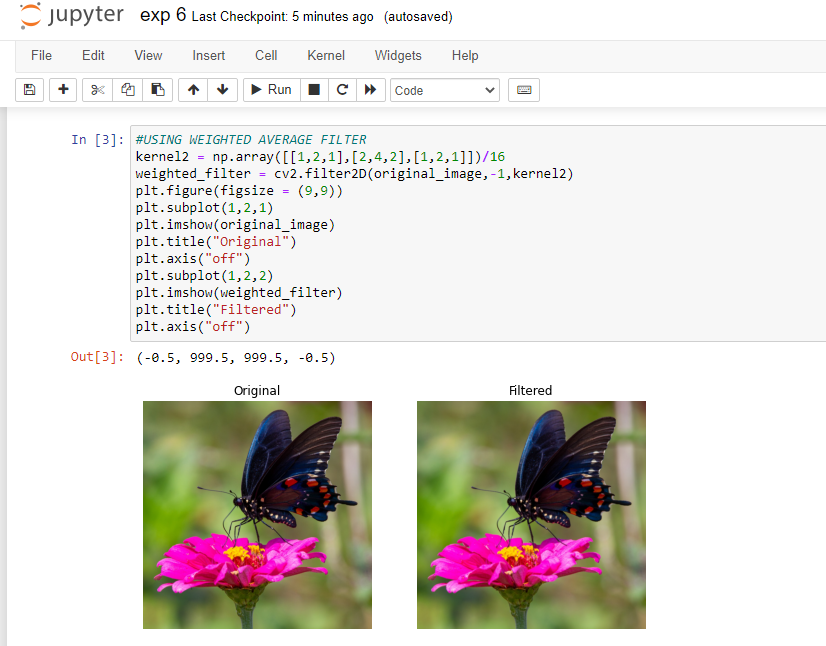 jupyter exp 6 Last Checkpoint: 5 minutes ago (autosaved)
File Edit View Insert Cell Kernel Widgets Help
Run Code
In [3]: #USING WEIGHTED AVERAGE FILTER
kernel2 = np.array([[1,2,1],[2,4,2],[1,2,1]])/16
weighted_filter = cv2.filter2D(original_image,-1,kernel2)
plt.figure(figsize = (9,9))
plt.subplot(1,2,1)
plt.imshow(original_image)
plt.title("Original")
plt.axis("off")
plt.subplot(1,2,2)
plt.imshow(weighted_filter)
plt.title("Filtered")
plt.axis("off")
Out[3]: (-0.5, 999.5, 999.5, -0.5)
Original Filtered